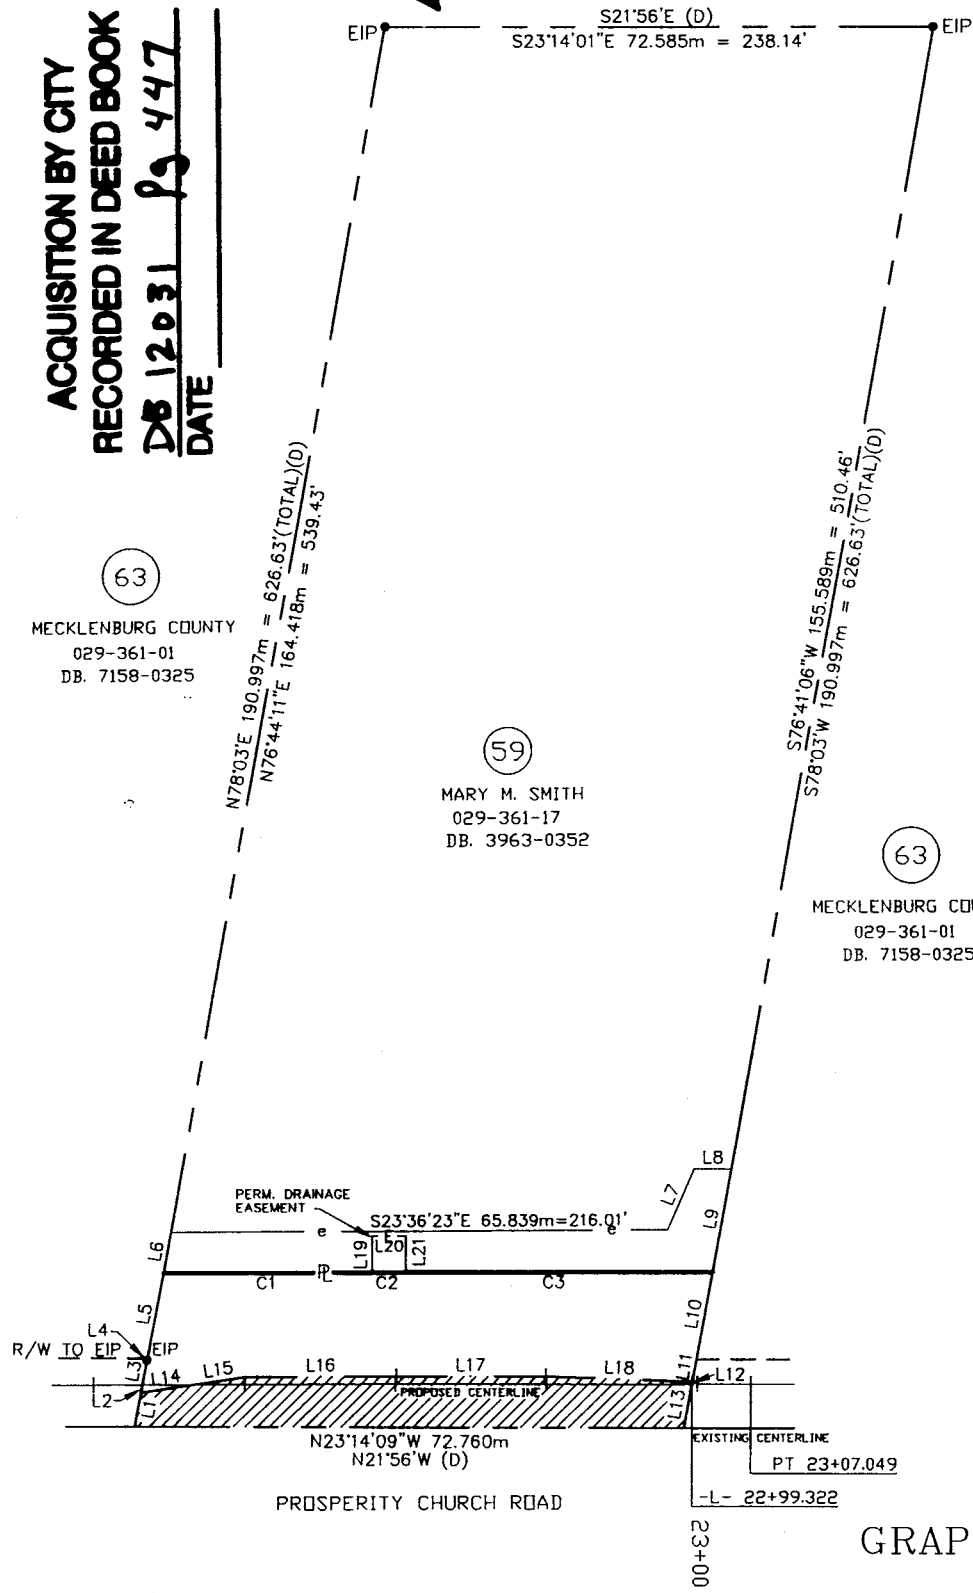 ACQUISITION BY CITY
RECORDED IN DEED BOOK
DB 12031 Pg 447
DATE
EIP
S21°56'E (D)
S23°14'01"E 72.585m = 238.14'
EIP
N78°03'E 190.997m = 626.63'(TOTAL)(D)
N76°44'11"E 164.418m = 539.43'
S76°41'06"W 155.589m = 510.46'
S78°03'W 190.997m = 626.63'(TOTAL)(D)
63
MECKLENBURG COUNTY
029-361-01
DB. 7158-0325
59
MARY M. SMITH
029-361-17
DB. 3963-0352
63
MECKLENBURG COU
029-361-01
DB. 7158-0325
L8
L7
L9
PERM. DRAINAGE
EASEMENT
S23°36'23"E 65.839m=216.01'
e
e
E
L6
L19
L20
L21
C1
PL
C2
C3
L5
L10
L4
R/W TO EIP
EIP
L3
L14
L15
L16
L17
L18
L11
L12
L2
L1
PROPOSED CENTERLINE
L13
N23°14'09"W 72.760m
N21°56'W (D)
EXISTING CENTERLINE
PT 23+07.049
-L- 22+99.322
PROSPERITY CHURCH ROAD
23+00
GRAP